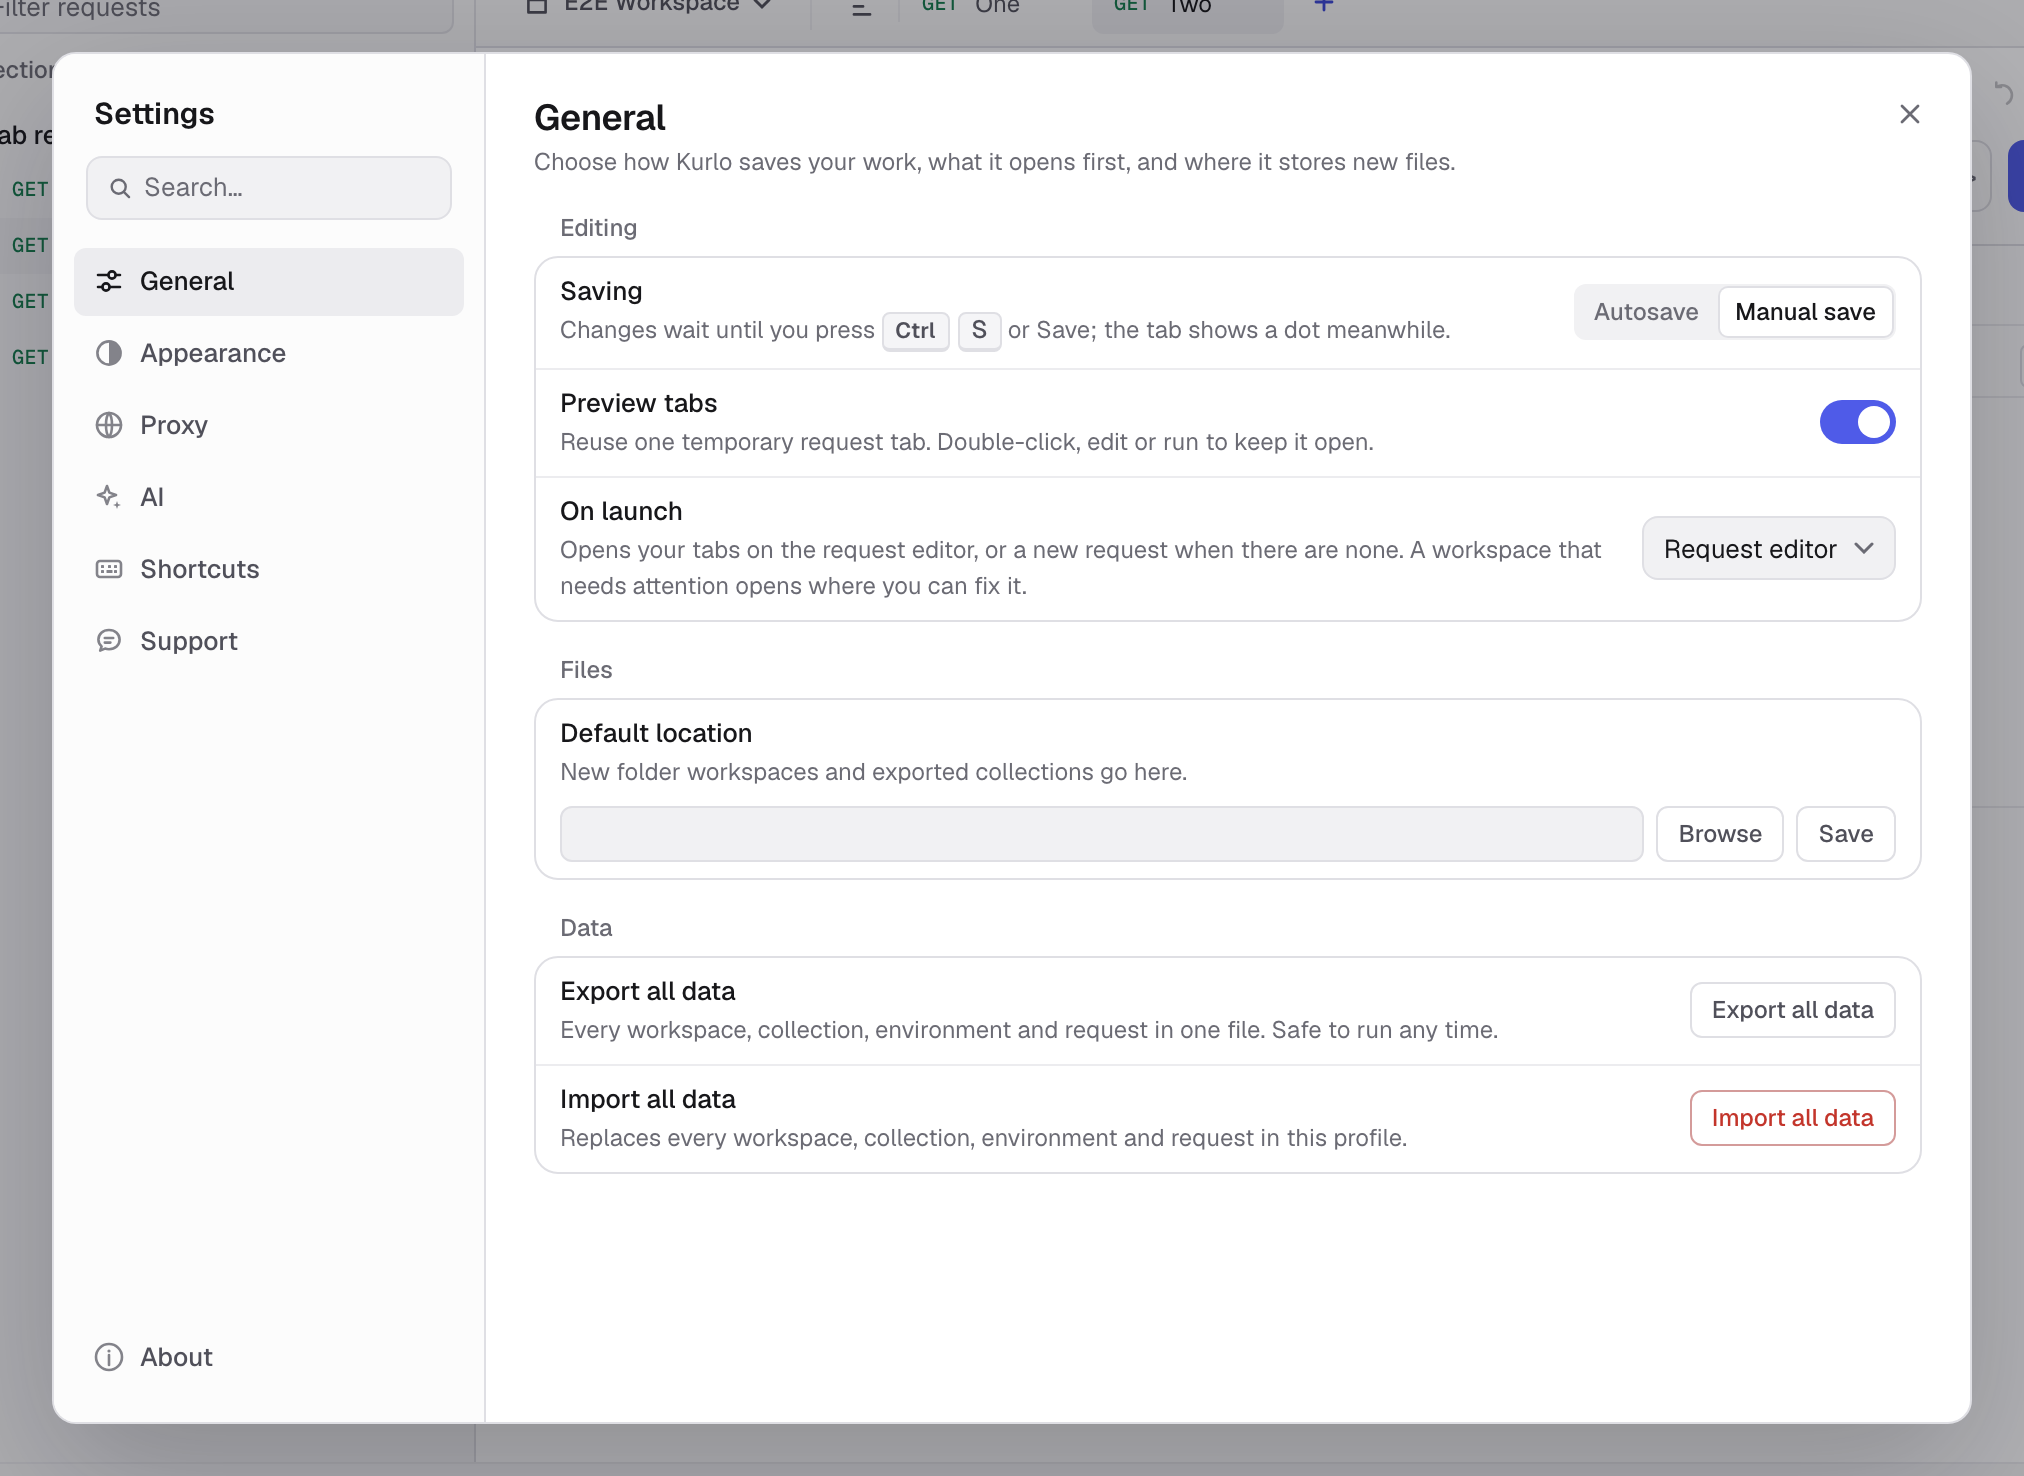 Filter requests
E2E Workspace
GET One
GET Two
GET
GET
GET
GET
Settings
Search...
General
Appearance
Proxy
AI
Shortcuts
Support
About
General
Choose how Kurlo saves your work, what it opens first, and where it stores new files.
Editing
Saving
Changes wait until you press Ctrl S or Save; the tab shows a dot meanwhile.
Autosave
Manual save
Preview tabs
Reuse one temporary request tab. Double-click, edit or run to keep it open.
On launch
Opens your tabs on the request editor, or a new request when there are none. A workspace that
needs attention opens where you can fix it.
Request editor
Files
Default location
New folder workspaces and exported collections go here.
Browse
Save
Data
Export all data
Every workspace, collection, environment and request in one file. Safe to run any time.
Export all data
Import all data
Replaces every workspace, collection, environment and request in this profile.
Import all data